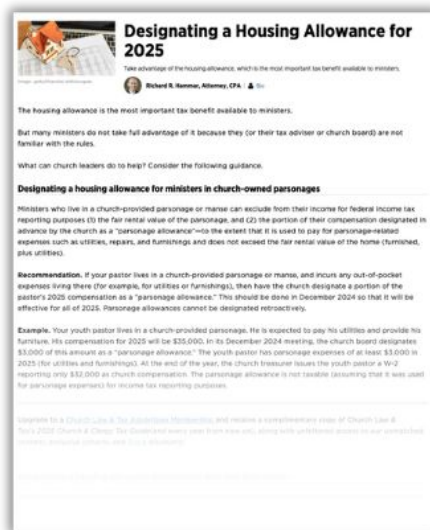 Designating a Housing Allowance for
2025
Take advantage of the housing allowance, which is the most important tax benefit available to ministers.
Richard R. Hammar, Attorney, CPA
The housing allowance is the most important tax benefit available to ministers.
But many ministers do not take full advantage of it because they (or their tax adviser or church board) are not
familiar with the rules.
What can church leaders do to help? Consider the following guidance.
Designating a housing allowance for ministers in church-owned parsonages
Ministers who live in a church-provided parsonage or manse can exclude from their income for federal income tax
reporting purposes (1) the fair rental value of the parsonage, and (2) the portion of their compensation designated in
advance by the church as a "parsonage allowance"—to the extent that it is used to pay for parsonage-related
expenses such as utilities, repairs, and furnishings and does not exceed the fair rental value of the home (furnished,
plus utilities).
Recommendation. If your pastor lives in a church-provided parsonage or manse, and incurs any out-of-pocket
expenses living there (for example, for utilities or furnishings), then have the church designate a portion of the
pastor's 2025 compensation as a "parsonage allowance." This should be done in December 2024 so that it will be
effective for all of 2025. Parsonage allowances cannot be designated retroactively.
Example. Your youth pastor lives in a church-provided parsonage. He is expected to pay his utilities and provide his
furniture. His compensation for 2025 will be $35,000. In its December 2024 meeting, the church board designates
$3,000 of this amount as a "parsonage allowance." The youth pastor has parsonage expenses of at least $3,000 in
2025 (for utilities and furnishings). At the end of the year, the church treasurer issues the youth pastor a W-2
reporting only $32,000 as church compensation. The parsonage allowance is not taxable (assuming that it was used
for parsonage expenses) for income tax reporting purposes.
Upgrade to a Church Law & Tax Advantage Membership and receive a complimentary copy of Church Law &